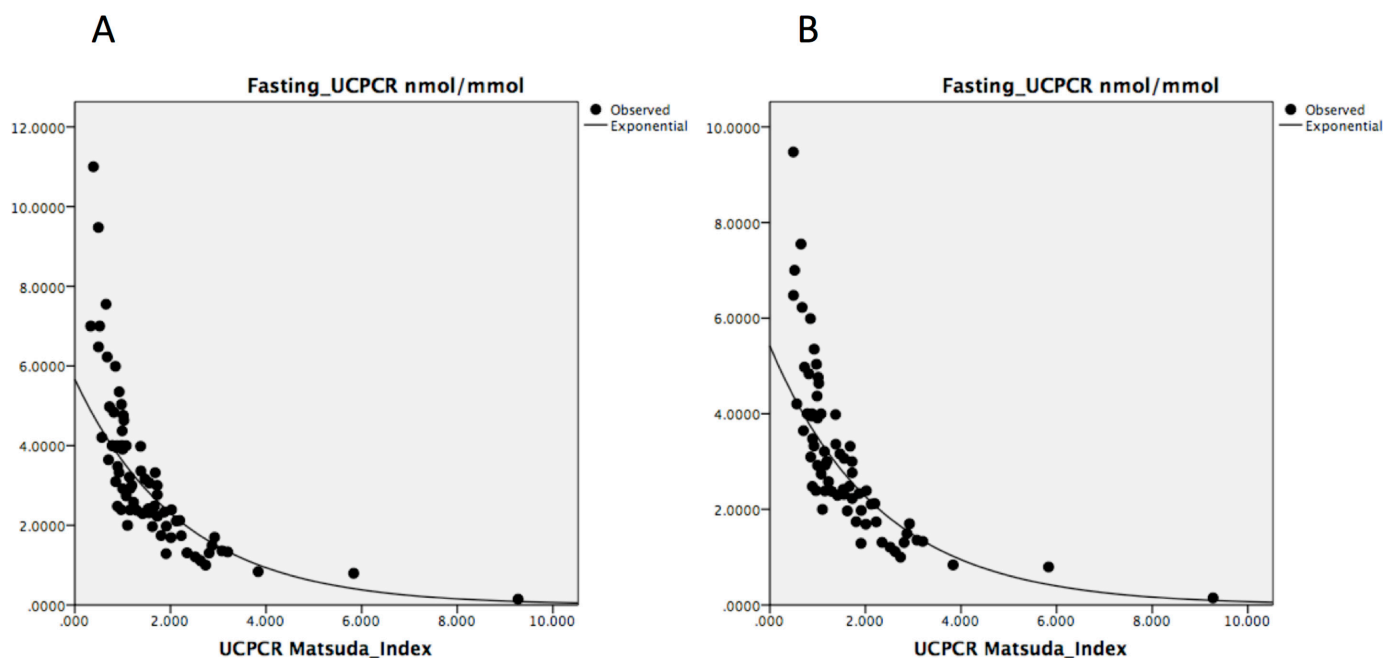 A
Fasting_UCPCR nmol/mmol
Observed
Exponential
12.0000
10.0000
8.0000
6.0000
4.0000
2.0000
.0000
.000 2.000 4.000 6.000 8.000 10.000
UCPCR Matsuda_Index
B
Fasting_UCPCR nmol/mmol
Observed
Exponential
10.0000
8.0000
6.0000
4.0000
2.0000
.0000
.000 2.000 4.000 6.000 8.000 10.000
UCPCR Matsuda_Index